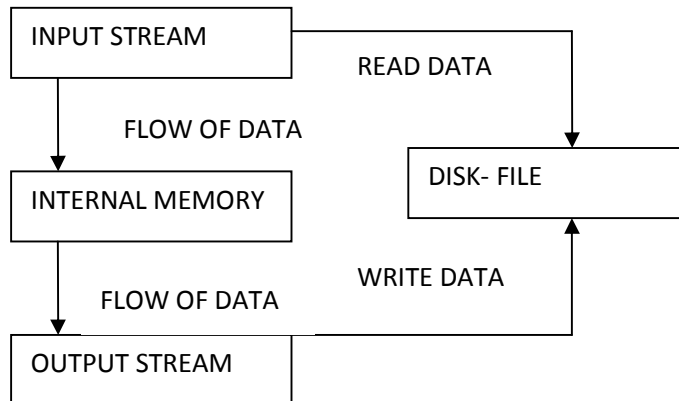 INPUT STREAM
READ DATA
FLOW OF DATA
INTERNAL MEMORY
DISK- FILE
WRITE DATA
FLOW OF DATA
OUTPUT STREAM